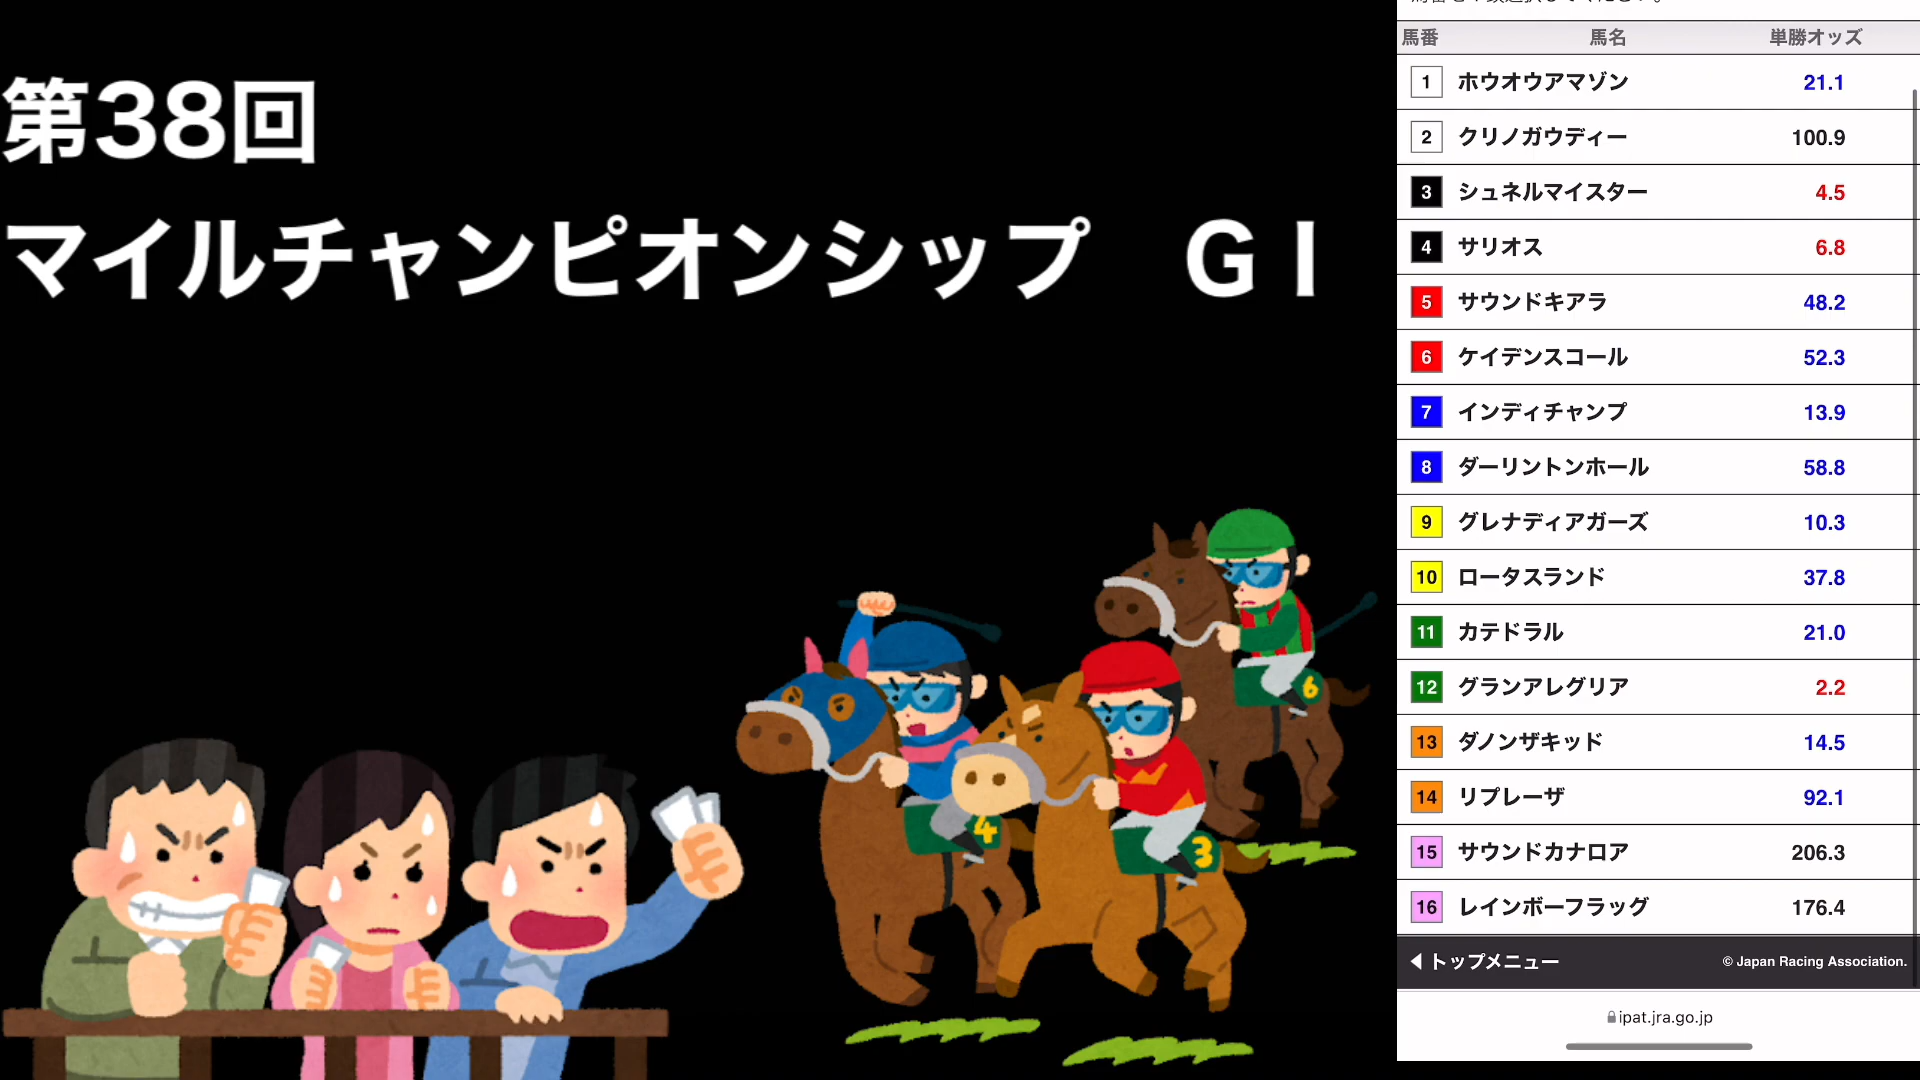 第38回
マイルチャンピオンシップ　GⅠ
4
3
6
馬番 馬名 単勝オッズ
1 ホウオウアマゾン 21.1
2 クリノガウディー 100.9
3 シュネルマイスター 4.5
4 サリオス 6.8
5 サウンドキアラ 48.2
6 ケイデンスコール 52.3
7 インディチャンプ 13.9
8 ダーリントンホール 58.8
9 グレナディアガーズ 10.3
10 ロータスランド 37.8
11 カテドラル 21.0
12 グランアレグリア 2.2
13 ダノンザキッド 14.5
14 リプレーザ 92.1
15 サウンドカナロア 206.3
16 レインボーフラッグ 176.4
トップメニュー © Japan Racing Association.
ipat.jra.go.jp